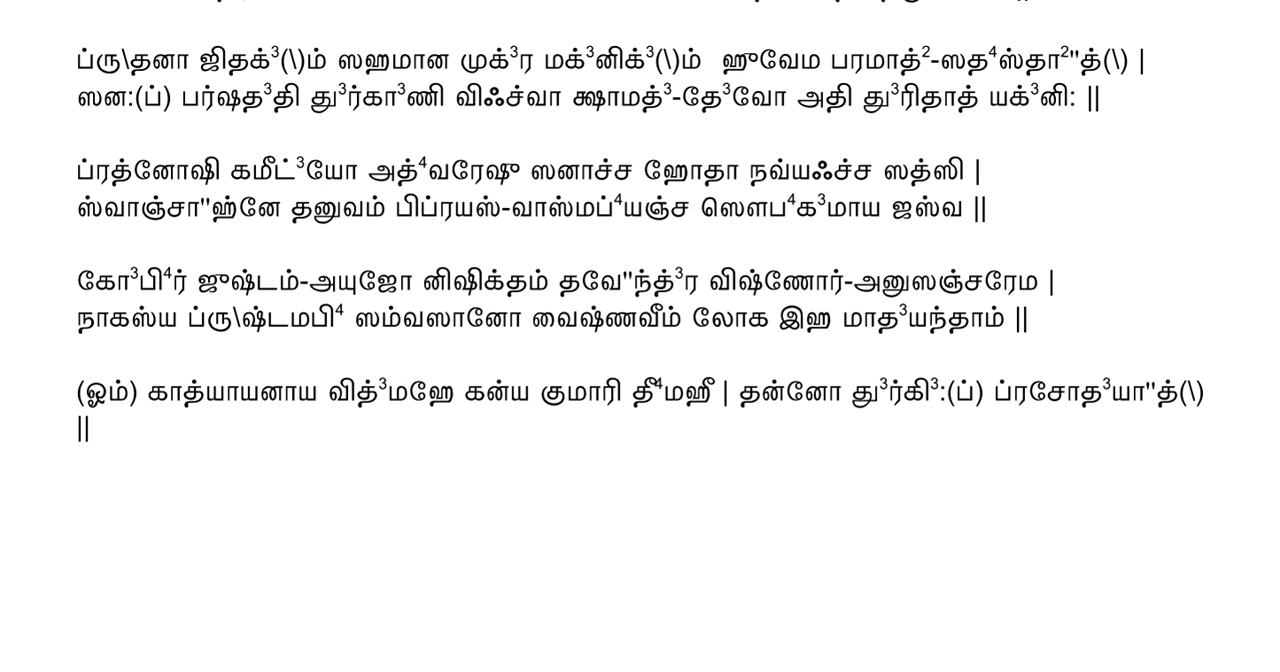 ப்ரு\தனா ஜிதக்³(\)ம் ஸஹமான முக்³ர மக்³னிக்³(\)ம் ஹுவேம பரமாத்²-ஸத⁴ஸ்தா²"த்(\) |
ஸன:(ப்) பர்ஷத³தி து³ர்கா³ணி விஃச்வா க்ஷாமத்³-தே³வோ அதி து³ரிதாத் யக்³னி: ||
ப்ரத்னோஷி கமீட்³யோ அத்⁴வரேஷு ஸனாச்ச ஹோதா நவ்யஃச்ச ஸத்ஸி |
ஸ்வாஞ்சா"ஹ்னே தனுவம் பிப்ரயஸ்-வாஸ்மப்⁴யஞ்ச ஸௌப⁴க³மாய ஜஸ்வ ||
கோ³பி⁴ர் ஜுஷ்டம்-அயுஜோ னிஷிக்தம் தவே"ந்த்³ர விஷ்ணோர்-அனுஸஞ்சரேம |
நாகஸ்ய ப்ரு\ஷ்டமபி⁴ ஸம்வஸானோ வைஷ்ணவீம் லோக இஹ மாத³யந்தாம் ||
(ஓம்) காத்யாயனாய வித்³மஹே கன்ய குமாரி தீ⁴மஹீ | தன்னோ து³ர்கி³:(ப்) ப்ரசோத³யா"த்(\)
||